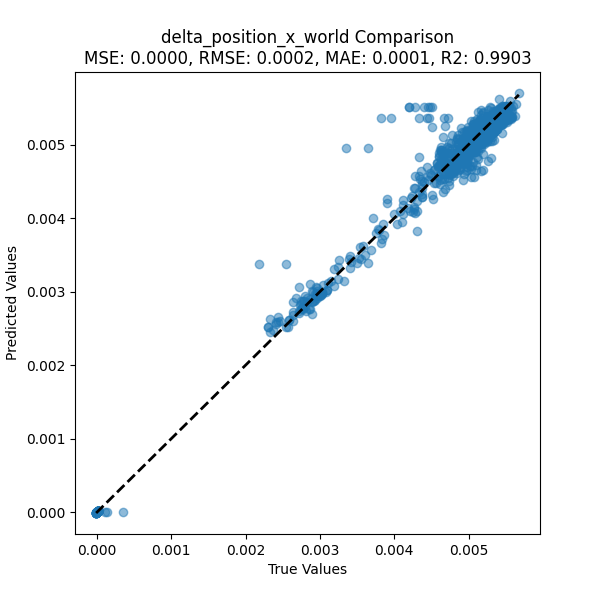 delta_position_x_world Comparison
MSE: 0.0000, RMSE: 0.0002, MAE: 0.0001, R2: 0.9903
Predicted Values
0.005
0.004
0.003
0.002
0.001
0.000
0.000 0.001 0.002 0.003 0.004 0.005
True Values